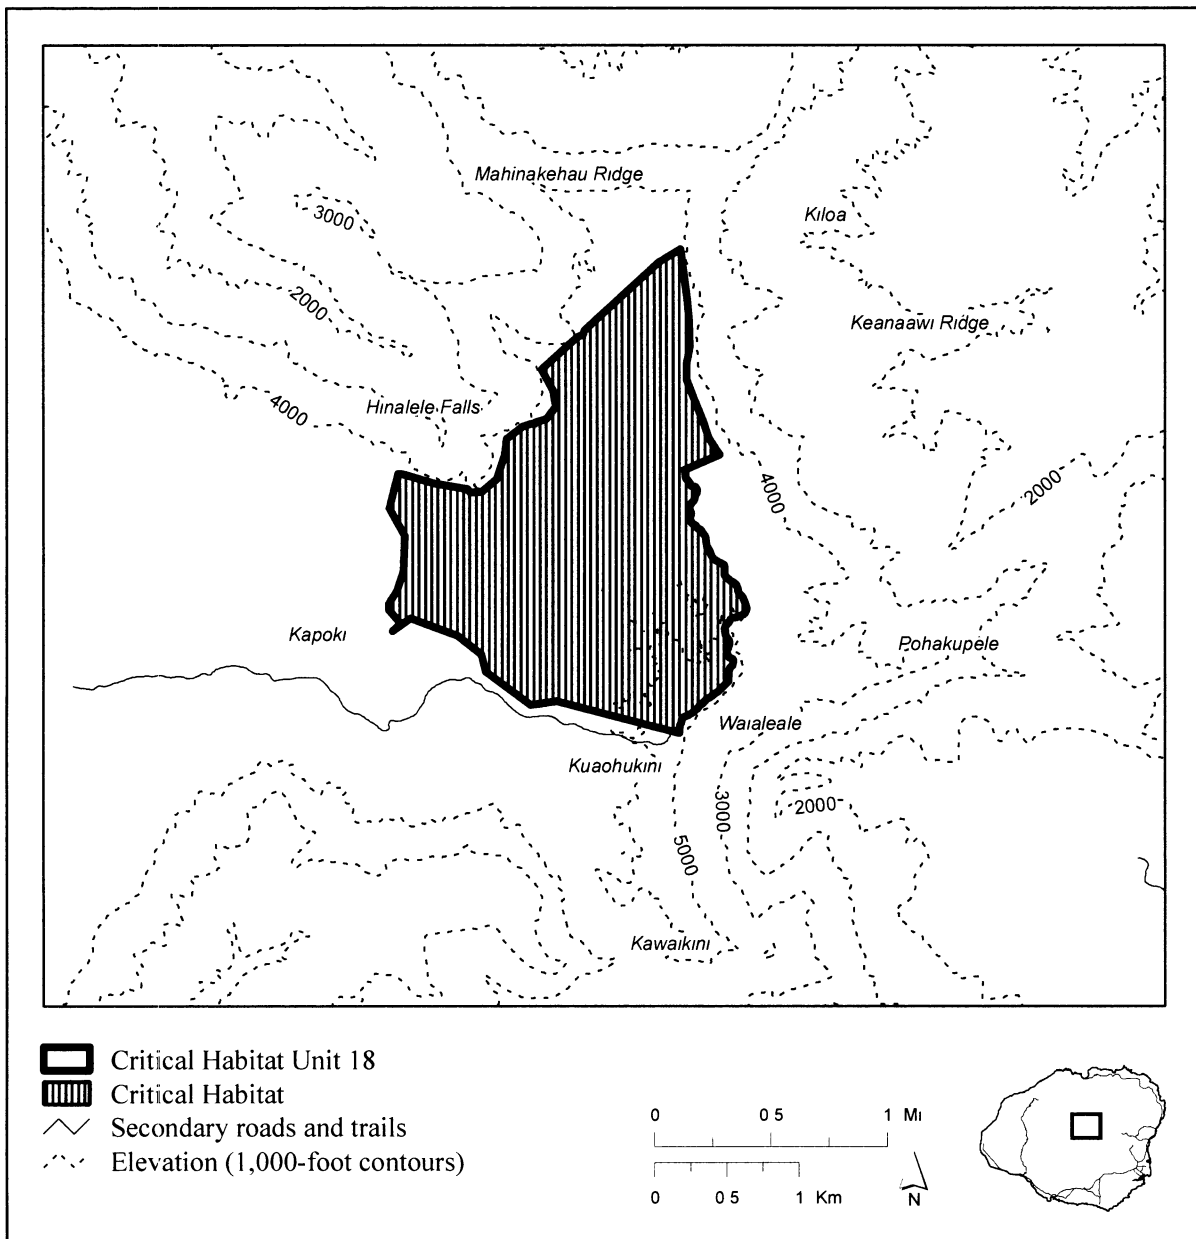 Mahinakehau Ridge
3000
Kiloa
2000
Keanaawi Ridge
4000
Hinalele Falls
4000
2000
Kapoki
Pohakupele
Waialeale
Kuaohukini
3000
2000
5000
Kawaikini
Critical Habitat Unit 18
Critical Habitat
Secondary roads and trails
Elevation (1,000-foot contours)
0 0 5 1 Mi
0 0 5 1 Km
N